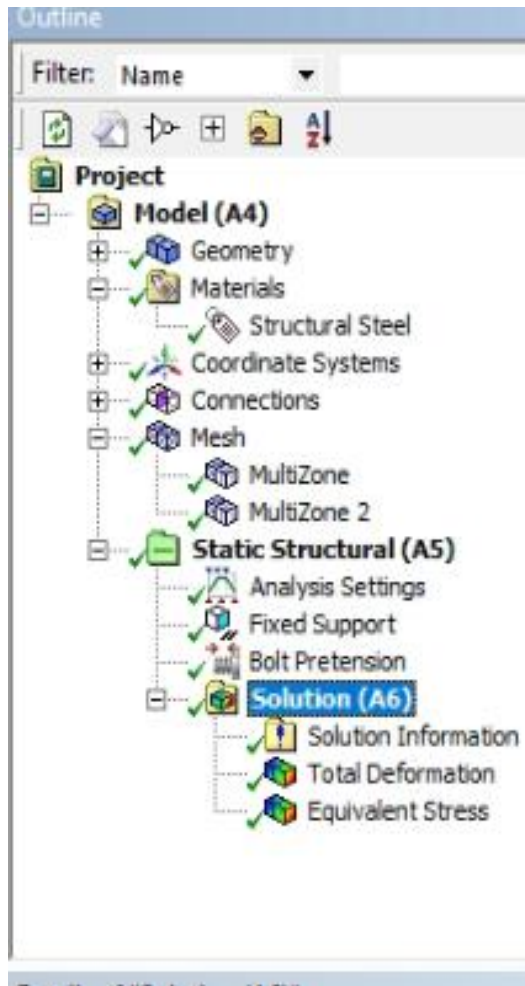 Outline
Filter: Name
Project
Model (A4)
Geometry
Materials
Structural Steel
Coordinate Systems
Connections
Mesh
MultiZone
MultiZone 2
Static Structural (A5)
Analysis Settings
Fixed Support
Bolt Pretension
Solution (A6)
Solution Information
Total Deformation
Equivalent Stress